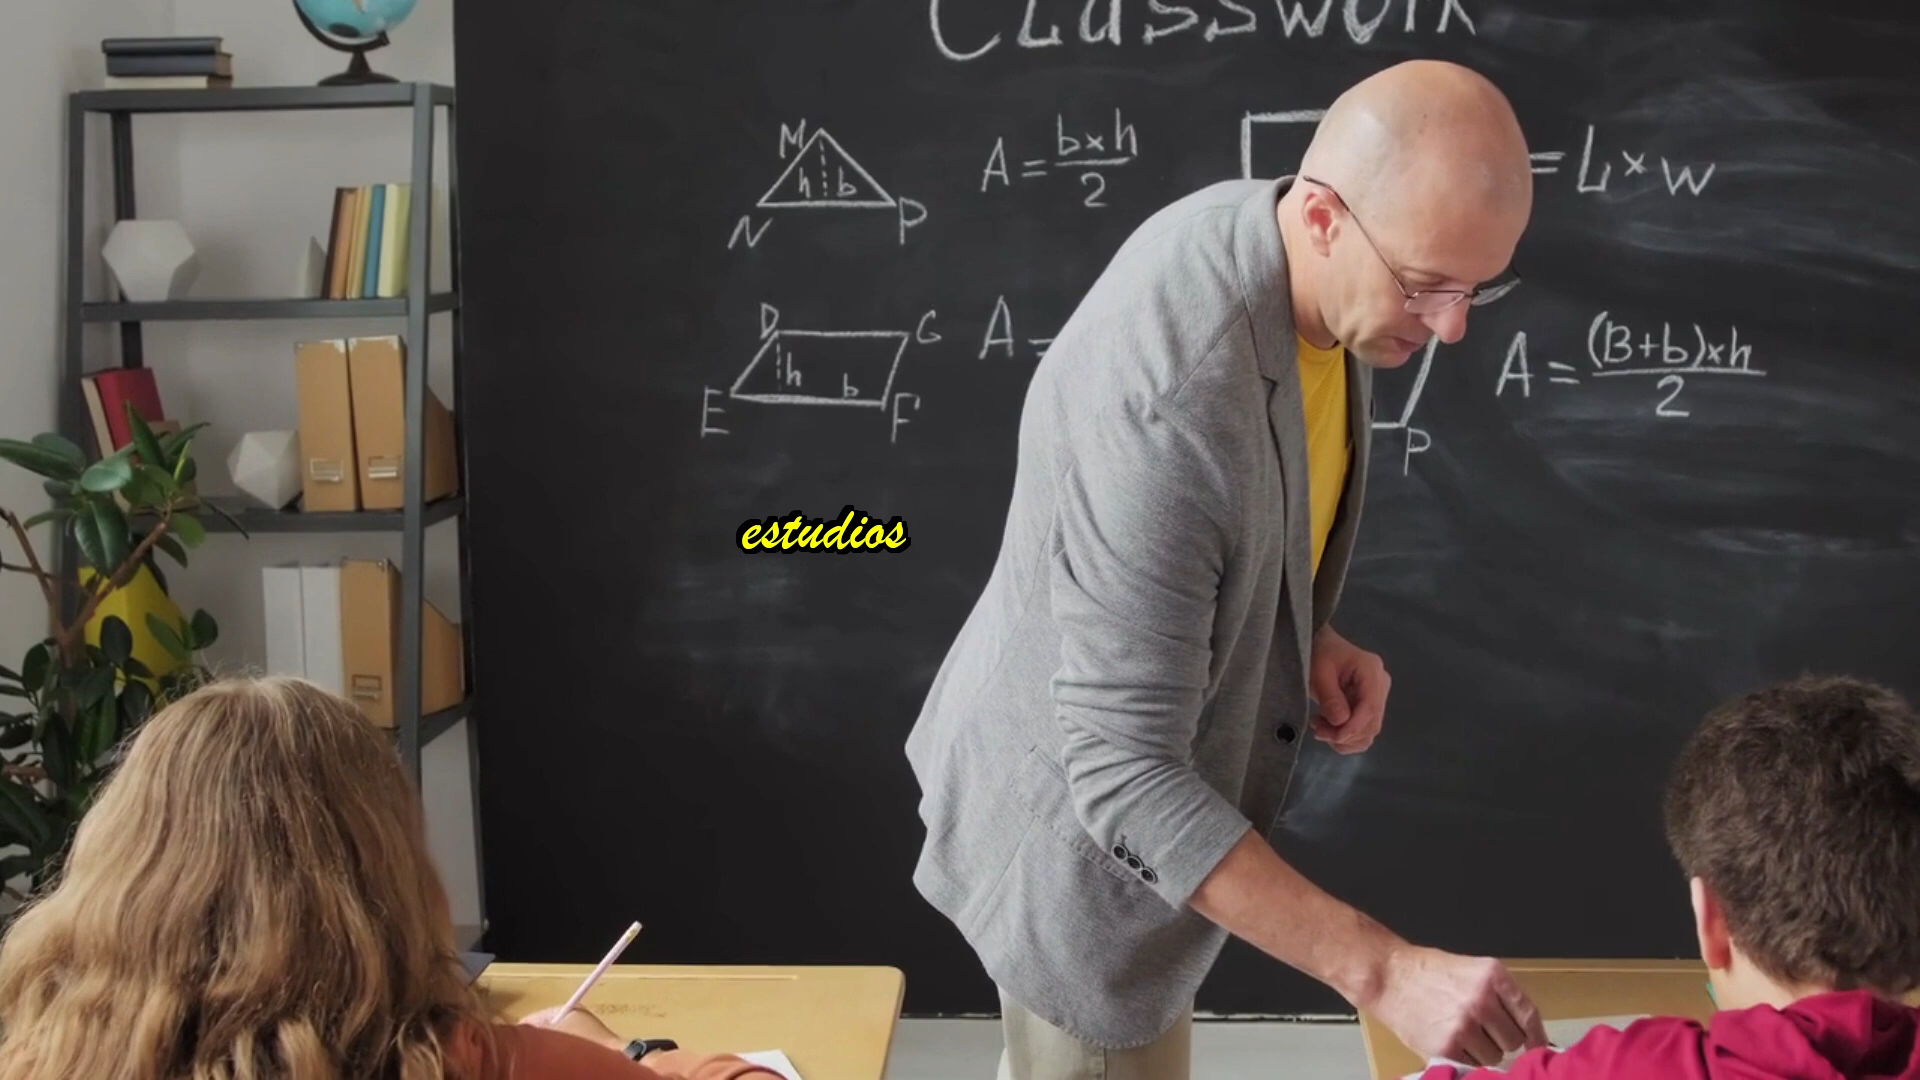 Classwork
M
h b
N P
A = b×h/2
= L×w
D G
h b
E F
A =
P
A = (B+b)×h/2
estudios